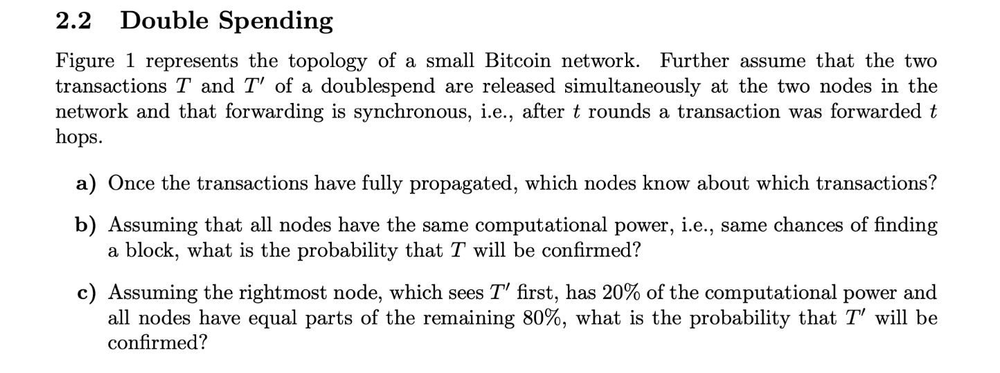 2.2 Double Spending
Figure 1 represents the topology of a small Bitcoin network. Further assume that the two
transactions T and T′ of a doublespend are released simultaneously at the two nodes in the
network and that forwarding is synchronous, i.e., after t rounds a transaction was forwarded t
hops.
a) Once the transactions have fully propagated, which nodes know about which transactions?
b) Assuming that all nodes have the same computational power, i.e., same chances of finding
a block, what is the probability that T will be confirmed?
c) Assuming the rightmost node, which sees T′ first, has 20% of the computational power and
all nodes have equal parts of the remaining 80%, what is the probability that T′ will be
confirmed?